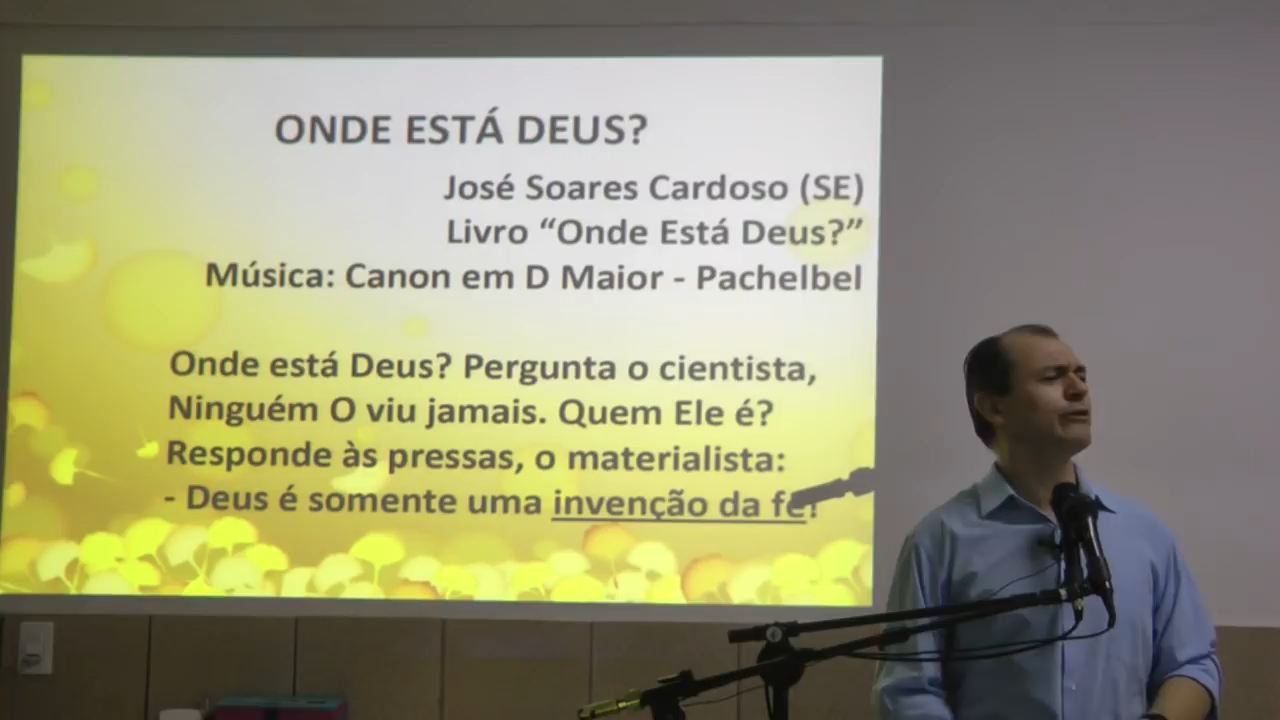 ONDE ESTÁ DEUS?
José Soares Cardoso (SE)
Livro “Onde Está Deus?”
Música: Canon em D Maior - Pachelbel
Onde está Deus? Pergunta o cientista,
Ninguém O viu jamais. Quem Ele é?
Responde às pressas, o materialista:
- Deus é somente uma invenção da fé!